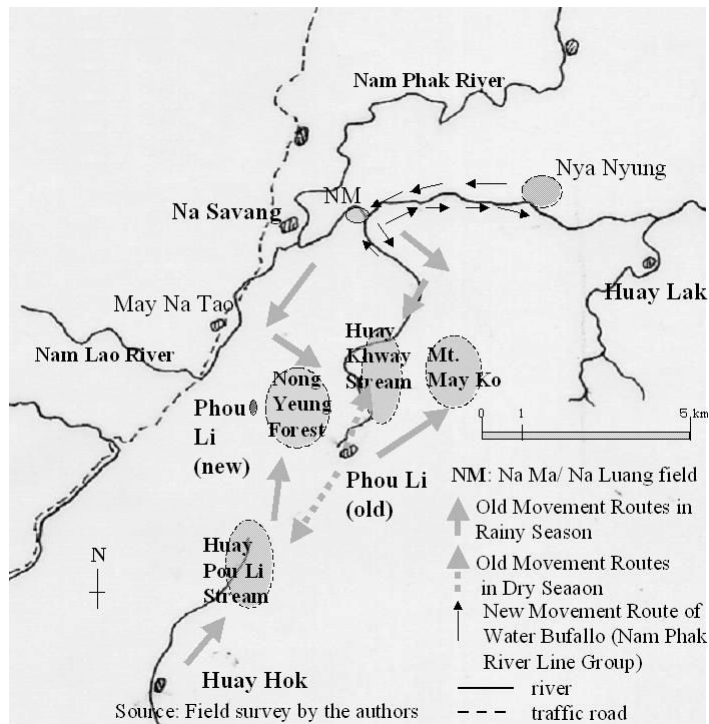 Nam Phak River
Nya Nyung
NM
Na Savang
Huay Lak
May Na Tao
Nam Lao River
Huay
Khway
Stream
Mt.
May Ko
Nong
Yeung
Forest
Phou
Li
(new)
0 1 5 km
Phou Li
(old)
NM: Na Ma/ Na Luang field
Old Movement Routes in
Rainy Season
Old Movement Routes
in Dry Seaaon
New Movement Route of
Water Bufallo (Nam Phak
River Line Group)
river
traffic road
N
Huay
Pou Li
Stream
Huay Hok
Source: Field survey by the authors